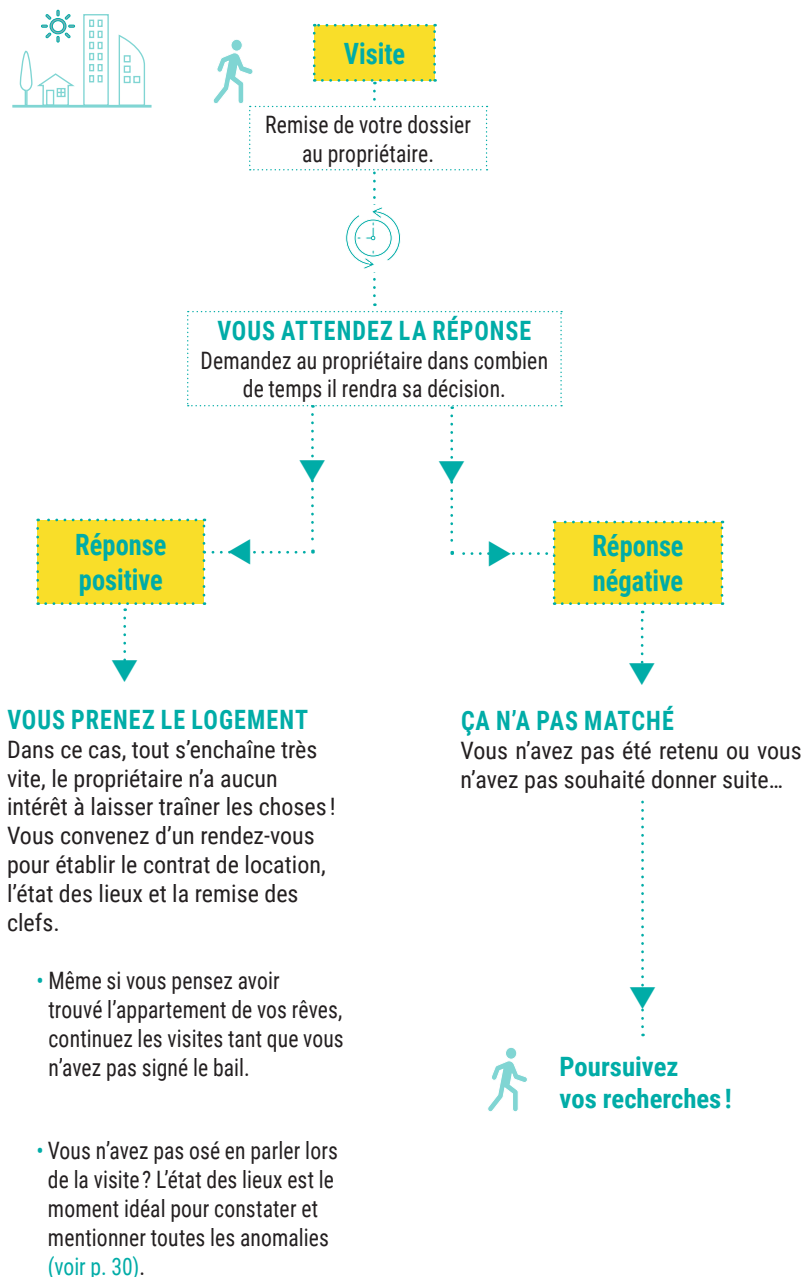 Visite
Remise de votre dossier
au propriétaire.
VOUS ATTENDEZ LA RÉPONSE
Demandez au propriétaire dans combien
de temps il rendra sa décision.
Réponse
positive
Réponse
négative
VOUS PRENEZ LE LOGEMENT
Dans ce cas, tout s'enchaîne très
vite, le propriétaire n'a aucun
intérêt à laisser traîner les choses !
Vous convenez d'un rendez-vous
pour établir le contrat de location,
l'état des lieux et la remise des
clefs.
• Même si vous pensez avoir
trouvé l'appartement de vos rêves,
continuez les visites tant que vous
n'avez pas signé le bail.
• Vous n'avez pas osé en parler lors
de la visite ? L'état des lieux est le
moment idéal pour constater et
mentionner toutes les anomalies
(voir p. 30).
ÇA N'A PAS MATCHÉ
Vous n'avez pas été retenu ou vous
n'avez pas souhaité donner suite…
Poursuivez
vos recherches !